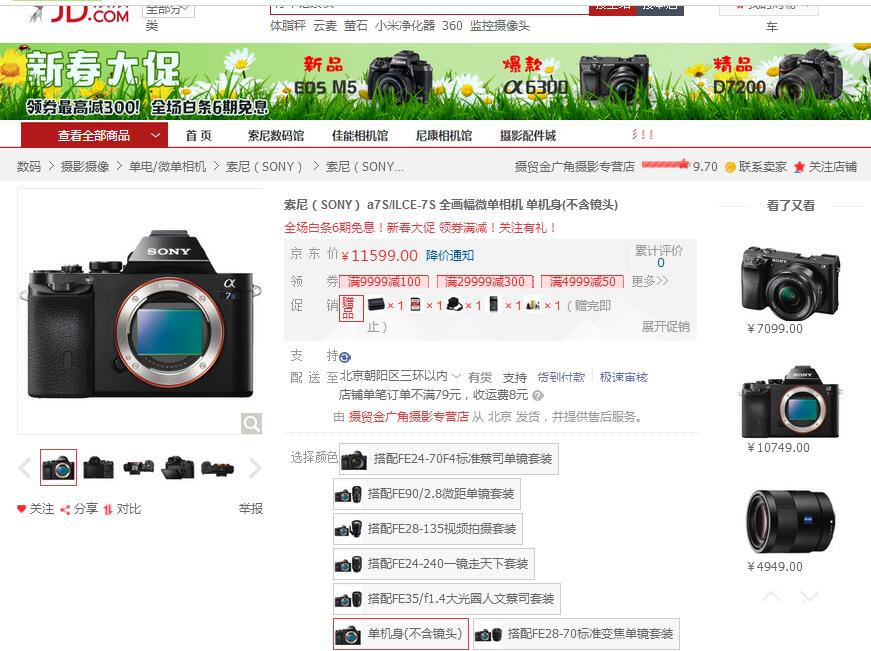 JD.COM
全部分类
体脂秤 云麦 萤石 小米净化器 360 监控摄像头
车
新春大促
领券最高减300! 全场白条6期免息
新品
EOS M5
爆款
α6300
精品
D7200
查看全部商品 首 页 索尼数码馆 佳能相机馆 尼康相机馆 摄影配件城
数码 > 摄影摄像 > 单电/微单相机 > 索尼（SONY） > 索尼（SONY...
摄贸金广角摄影专营店 9.70 联系卖家 关注店铺
索尼（SONY）a7S/ILCE-7S 全画幅微单相机 单机身(不含镜头)
全场白条6期免息！新春大促 领券满减！关注有礼！
京 东 价 ￥11599.00 降价通知
累计评价
0
领 券 满9999减100 满29999减300 满4999减50 更多>>
促 销 赠品 ×1 ×1 ×1 ×1 ×1（赠完即止）
展开促销
支 持
配 送 至 北京朝阳区三环以内 有货 支持 货到付款 极速审核
店铺单笔订单不满79元，收运费8元
由 摄贸金广角摄影专营店 从 北京 发货，并提供售后服务。
选择颜色 搭配FE24-70F4标准蔡司单镜套装
搭配FE90/2.8微距单镜套装
搭配FE28-135视频拍摄套装
搭配FE24-240一镜走天下套装
搭配FE35/f1.4大光圈人文蔡司套装
单机身(不含镜头) 搭配FE28-70标准变焦单镜套装
SONY
α
7s
关注 分享 对比 举报
看了又看
￥7099.00
￥10749.00
￥4949.00